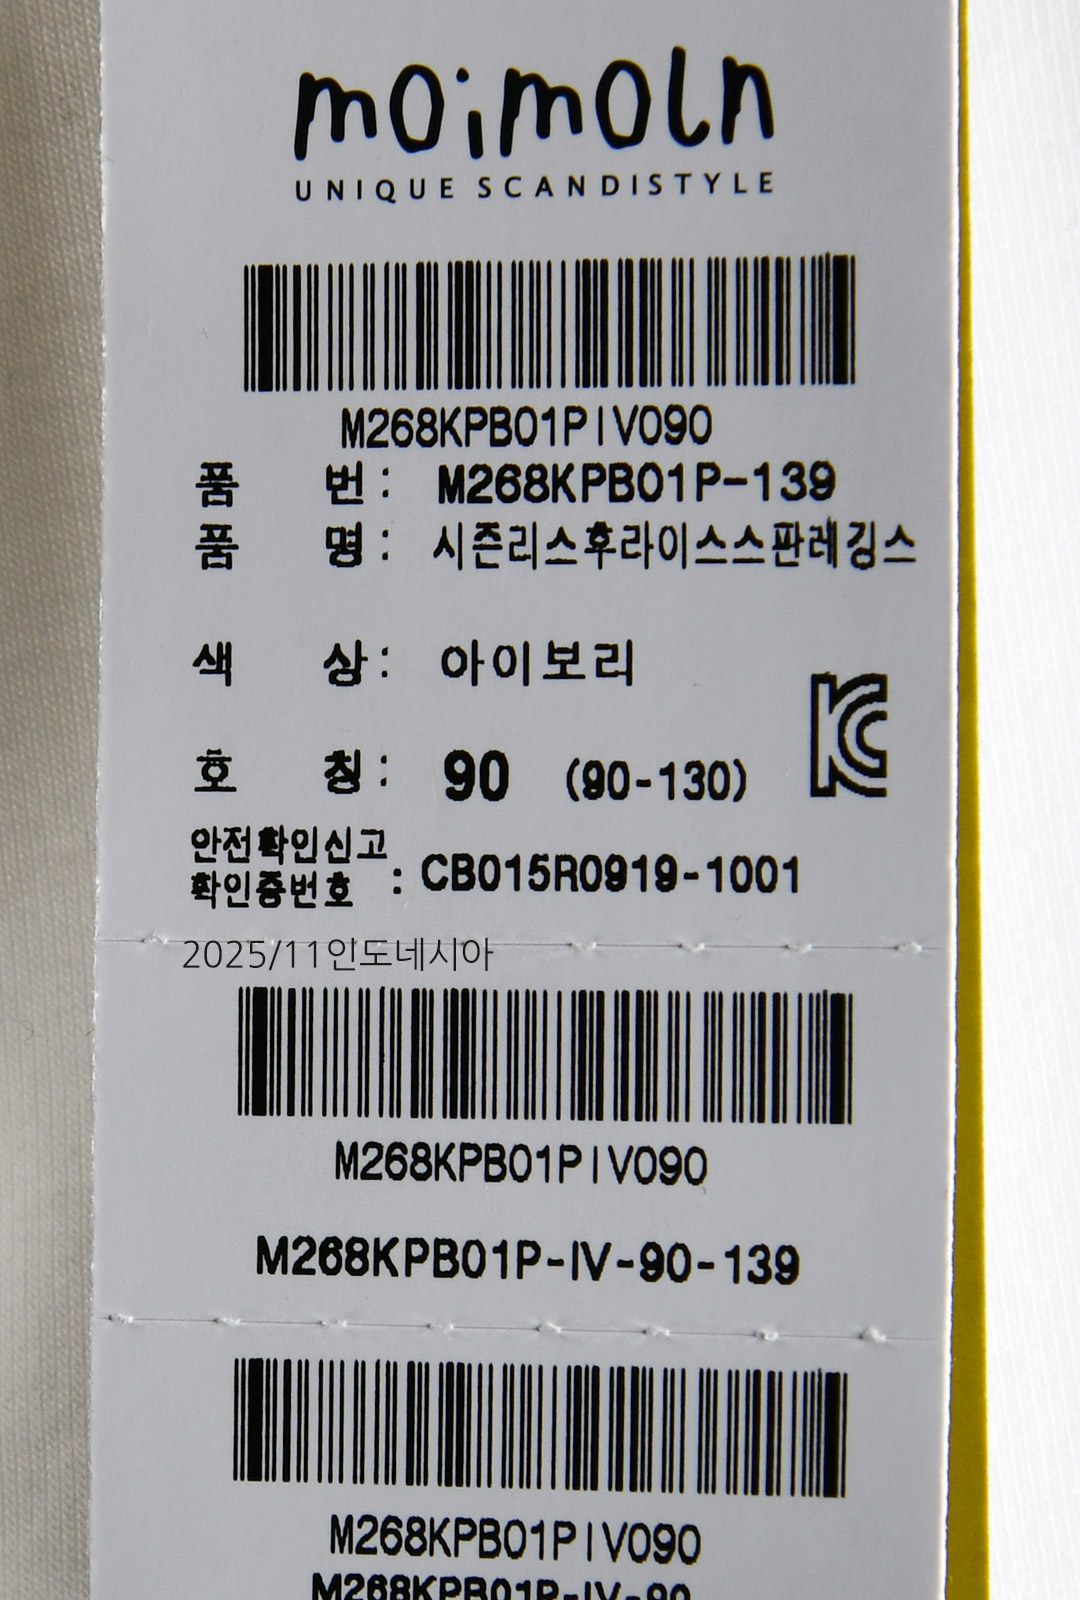 moimoln
UNIQUE SCANDISTYLE
M268KPB01PIV090
품 번 : M268KPB01P-139
품 명 : 시즌리스후라이스스판레깅스
색 상 : 아이보리
호 칭 : 90 (90-130)
안전확인신고
확인증번호 : CB015R0919-1001
2025/11인도네시아
M268KPB01PIV090
M268KPB01P-IV-90-139
M268KPB01PIV090
M268KPB01P-IV-90